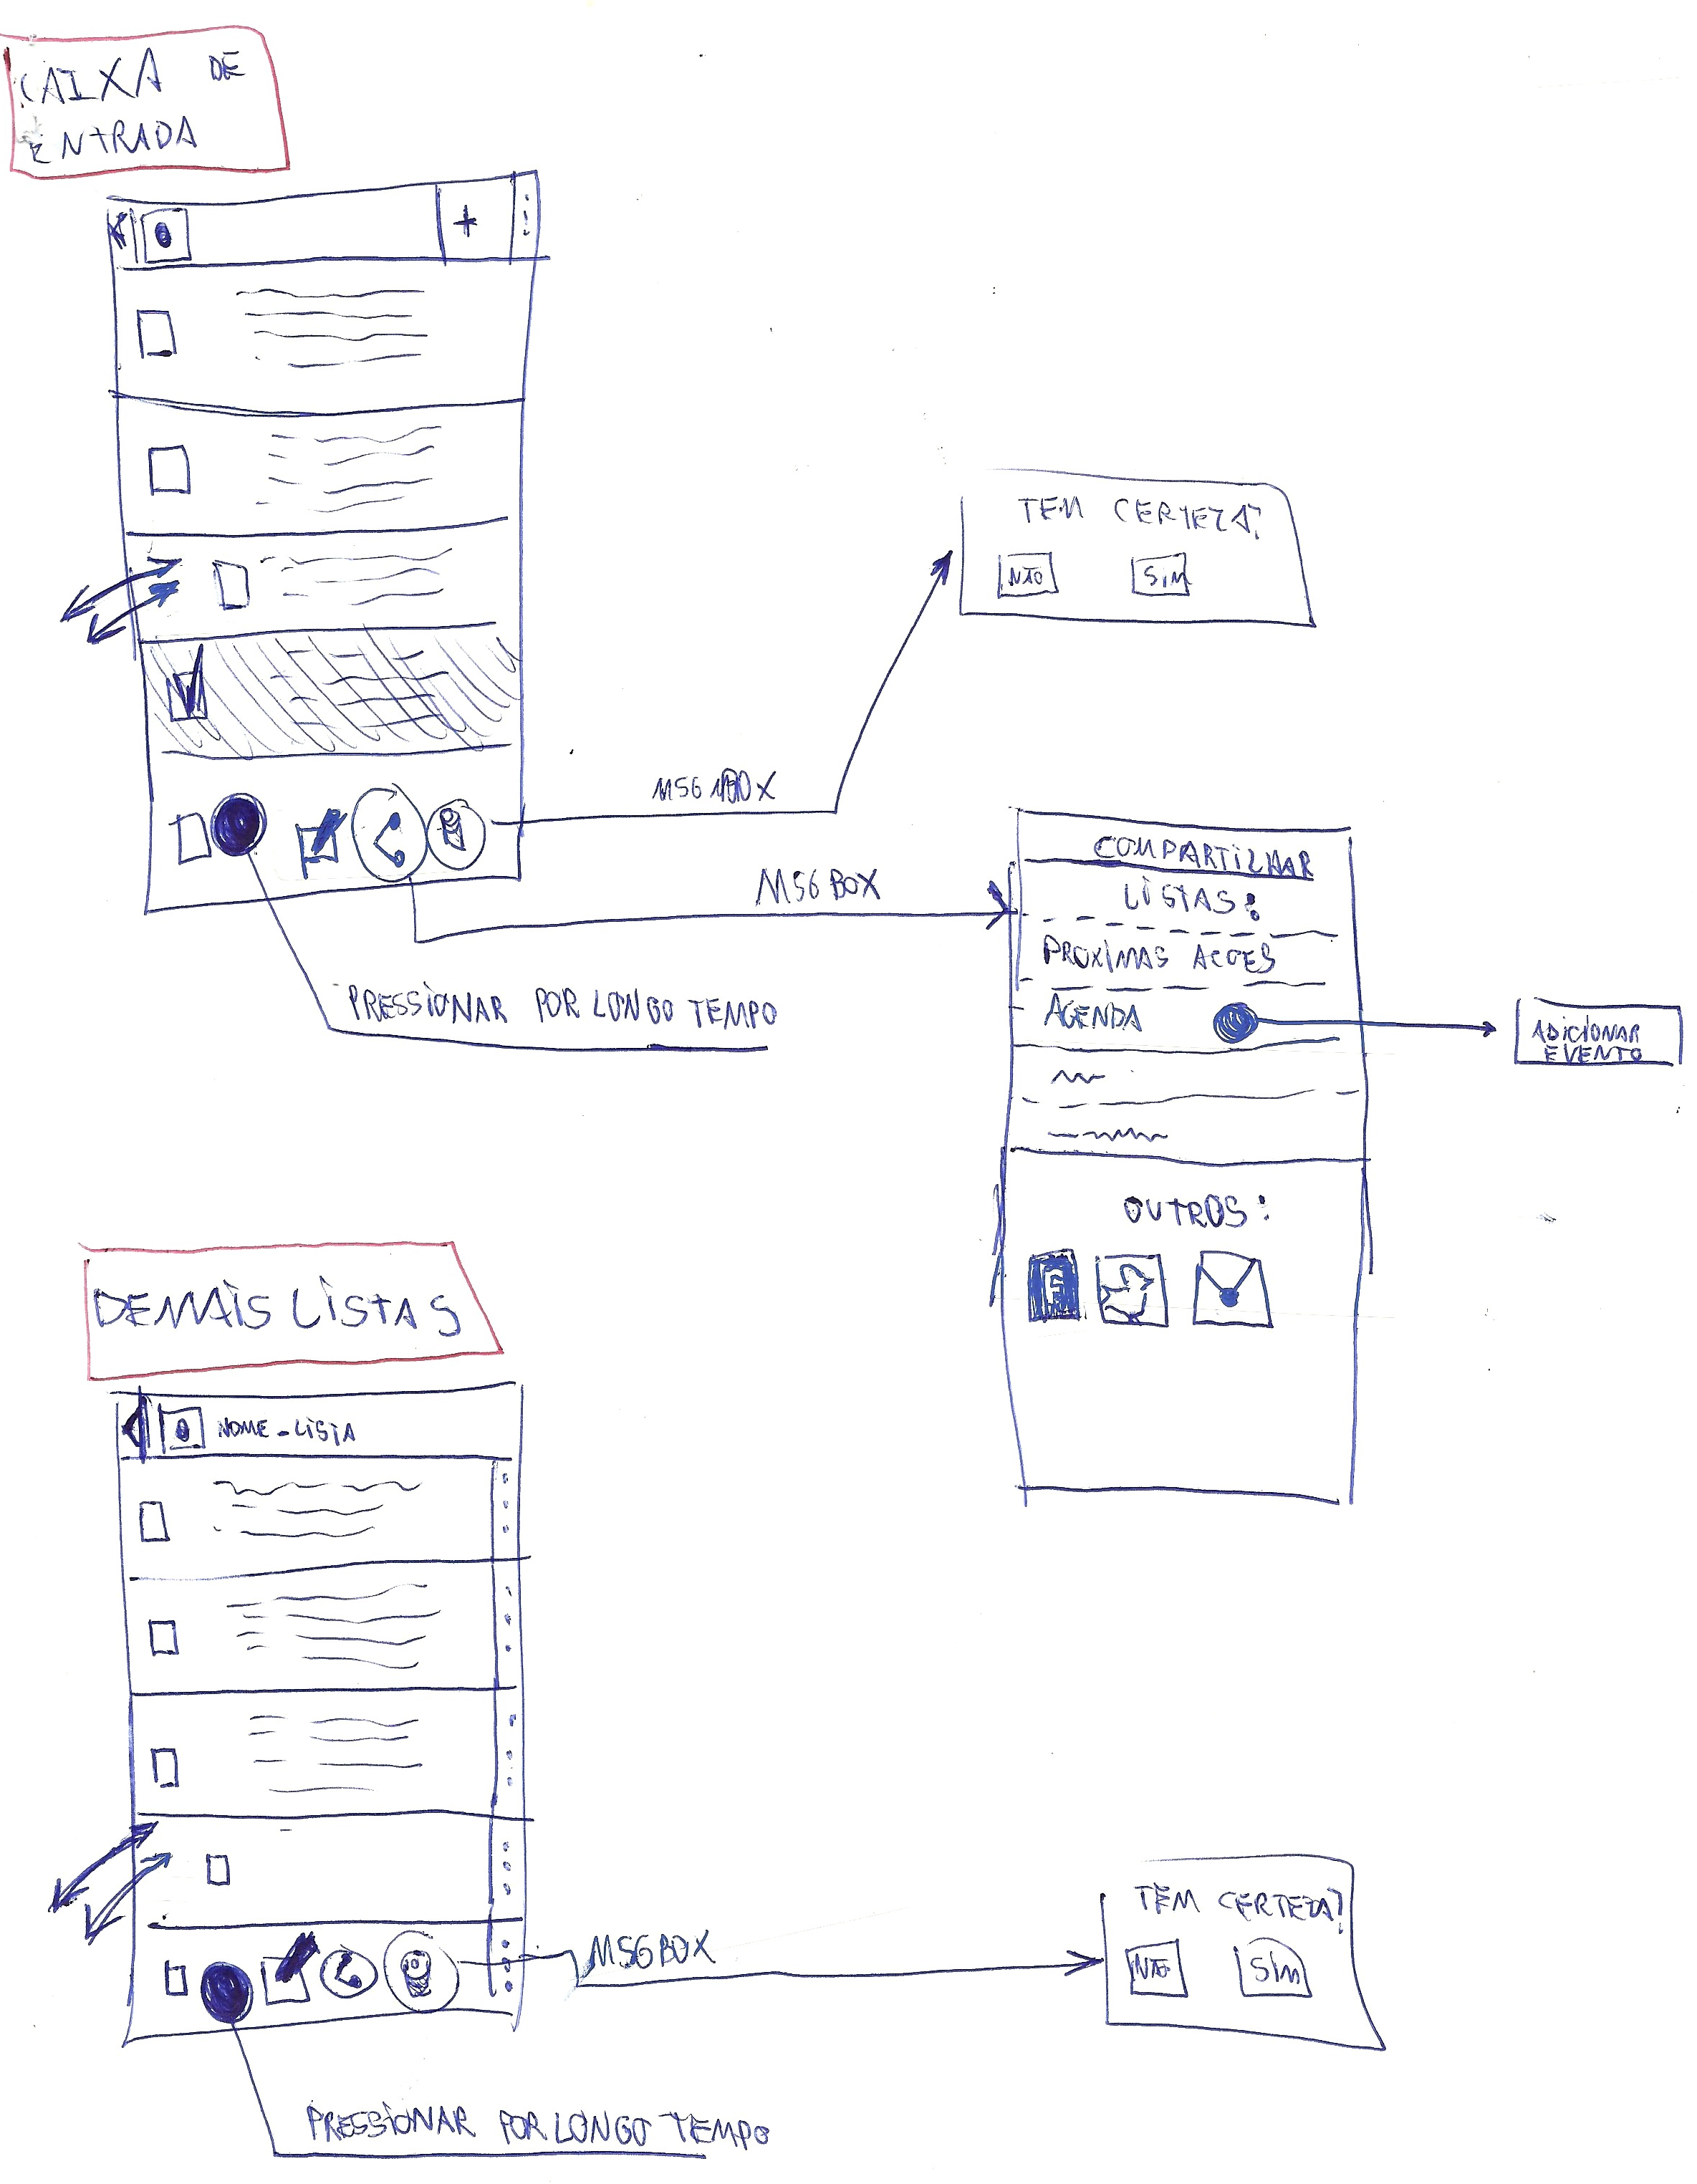 CAIXA DE
ENTRADA
+
TEM CERTEZA?
NÃO SIM
MSG BOX
COMPARTILHAR
MSG BOX
LISTAS:
PROXIMAS ACOES
PRESSIONAR POR LONGO TEMPO
AGENDA
ADICIONAR
EVENTO
OUTROS:
F
DEMAIS LISTAS
NOME_LISTA
TEM CERTEZA?
MSG BOX
NÃO SIM
PRESSIONAR POR LONGO TEMPO